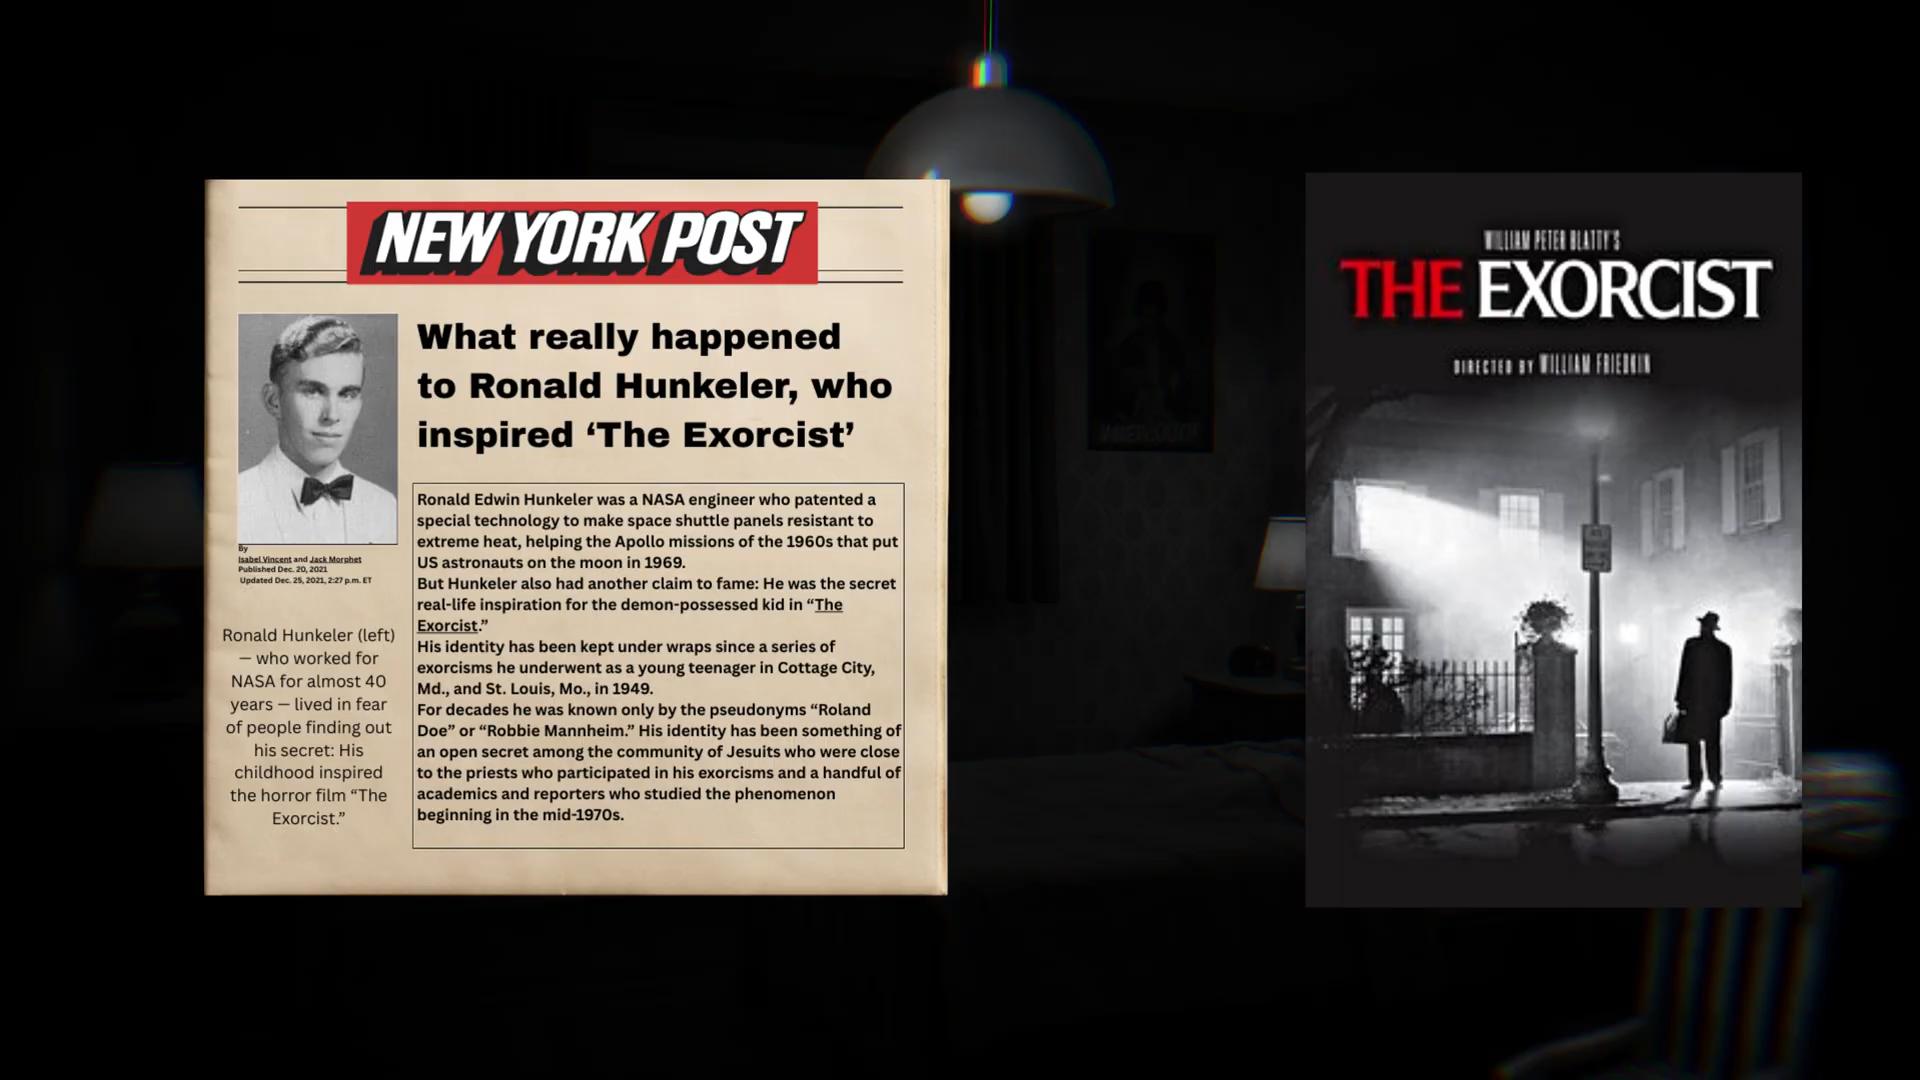 NEW YORK POST
What really happened
to Ronald Hunkeler, who
inspired ‘The Exorcist’
By
Isabel Vincent and Jack Morphet
Published Dec. 20, 2021
Updated Dec. 25, 2021, 2:27 p.m. ET
Ronald Hunkeler (left)
— who worked for
NASA for almost 40
years — lived in fear
of people finding out
his secret: His
childhood inspired
the horror film “The
Exorcist.”
Ronald Edwin Hunkeler was a NASA engineer who patented a
special technology to make space shuttle panels resistant to
extreme heat, helping the Apollo missions of the 1960s that put
US astronauts on the moon in 1969.
But Hunkeler also had another claim to fame: He was the secret
real-life inspiration for the demon-possessed kid in “The
Exorcist.”
His identity has been kept under wraps since a series of
exorcisms he underwent as a young teenager in Cottage City,
Md., and St. Louis, Mo., in 1949.
For decades he was known only by the pseudonyms “Roland
Doe” or “Robbie Mannheim.” His identity has been something of
an open secret among the community of Jesuits who were close
to the priests who participated in his exorcisms and a handful of
academics and reporters who studied the phenomenon
beginning in the mid-1970s.
WILLIAM PETER BLATTY'S
THE EXORCIST
DIRECTED BY WILLIAM FRIEDKIN